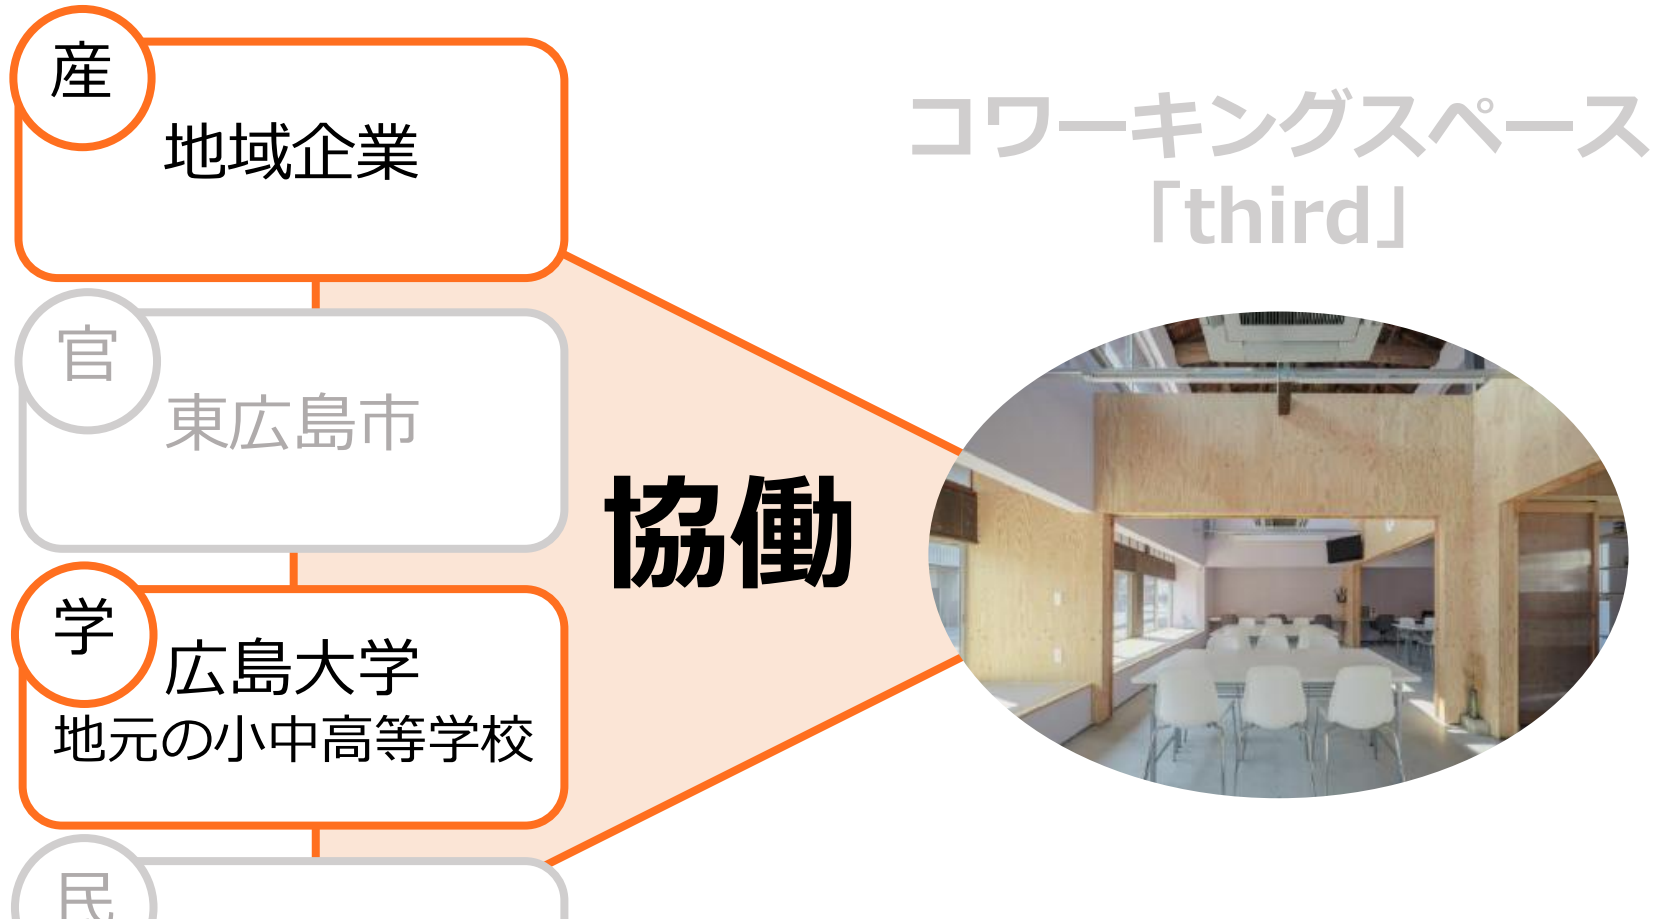 産
地域企業
官
東広島市
学
広島大学
地元の小中高等学校
民
協働
コワーキングスペース
「third」